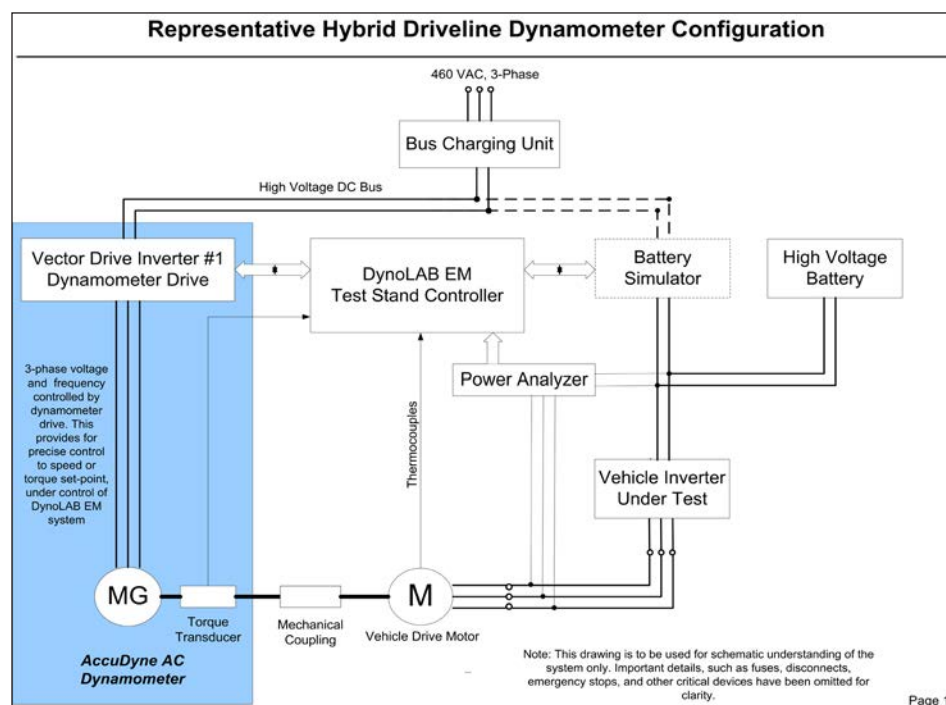 Representative Hybrid Driveline Dynamometer Configuration
460 VAC, 3-Phase
Bus Charging Unit
High Voltage DC Bus
Vector Drive Inverter #1
Dynamometer Drive
DynoLAB EM
Test Stand Controller
Battery
Simulator
High Voltage
Battery
Power Analyzer
3-phase voltage
and frequency
controlled by
dynamometer
drive. This
provides for
precise control
to speed or
torque set-point,
under control of
DynoLAB EM
system
Thermocouples
Vehicle Inverter
Under Test
MG
M
Torque
Transducer
Mechanical
Coupling
Vehicle Drive Motor
AccuDyne AC
Dynamometer
Note: This drawing is to be used for schematic understanding of the
system only. Important details, such as fuses, disconnects,
emergency stops, and other critical devices have been omitted for
clarity.
Page 1